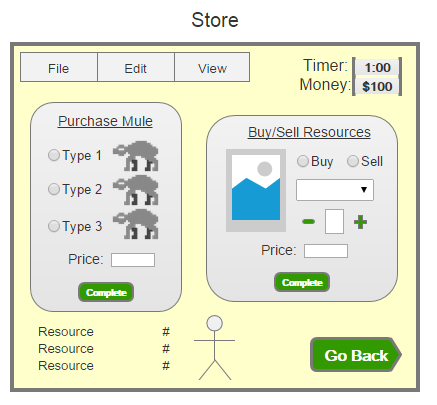 Store
File Edit View
Timer: 1:00
Money: $100
Purchase Mule
Type 1
Type 2
Type 3
Price:
Complete
Buy/Sell Resources
Buy Sell
Price:
Complete
Resource #
Resource #
Resource #
Go Back